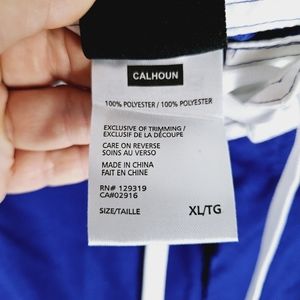 CALHOUN
100% POLYESTER / 100% POLYESTER
EXCLUSIVE OF TRIMMING /
EXCLUSIF DE LA DÉCOUPE
CARE ON REVERSE
SOINS AU VERSO
MADE IN CHINA
FAIT EN CHINE
RN# 129319
CA#02916
SIZE/TAILLE XL/TG